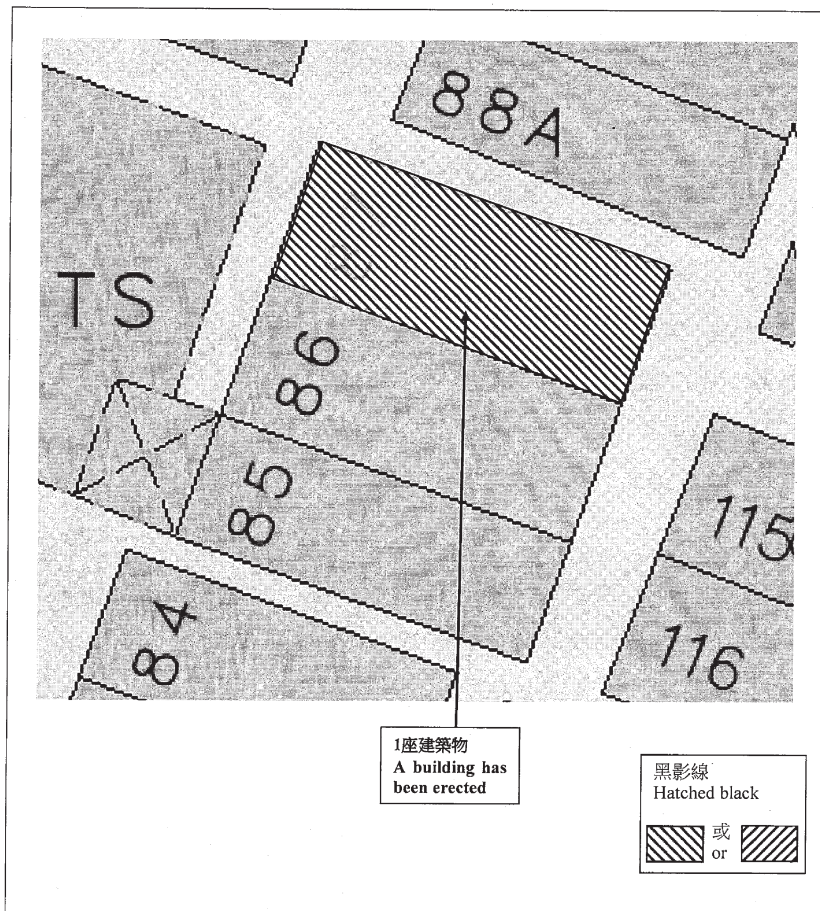 88A
TS
86
85
115
84
116
1座建築物
A building has
been erected
黑影線
Hatched black
或
or